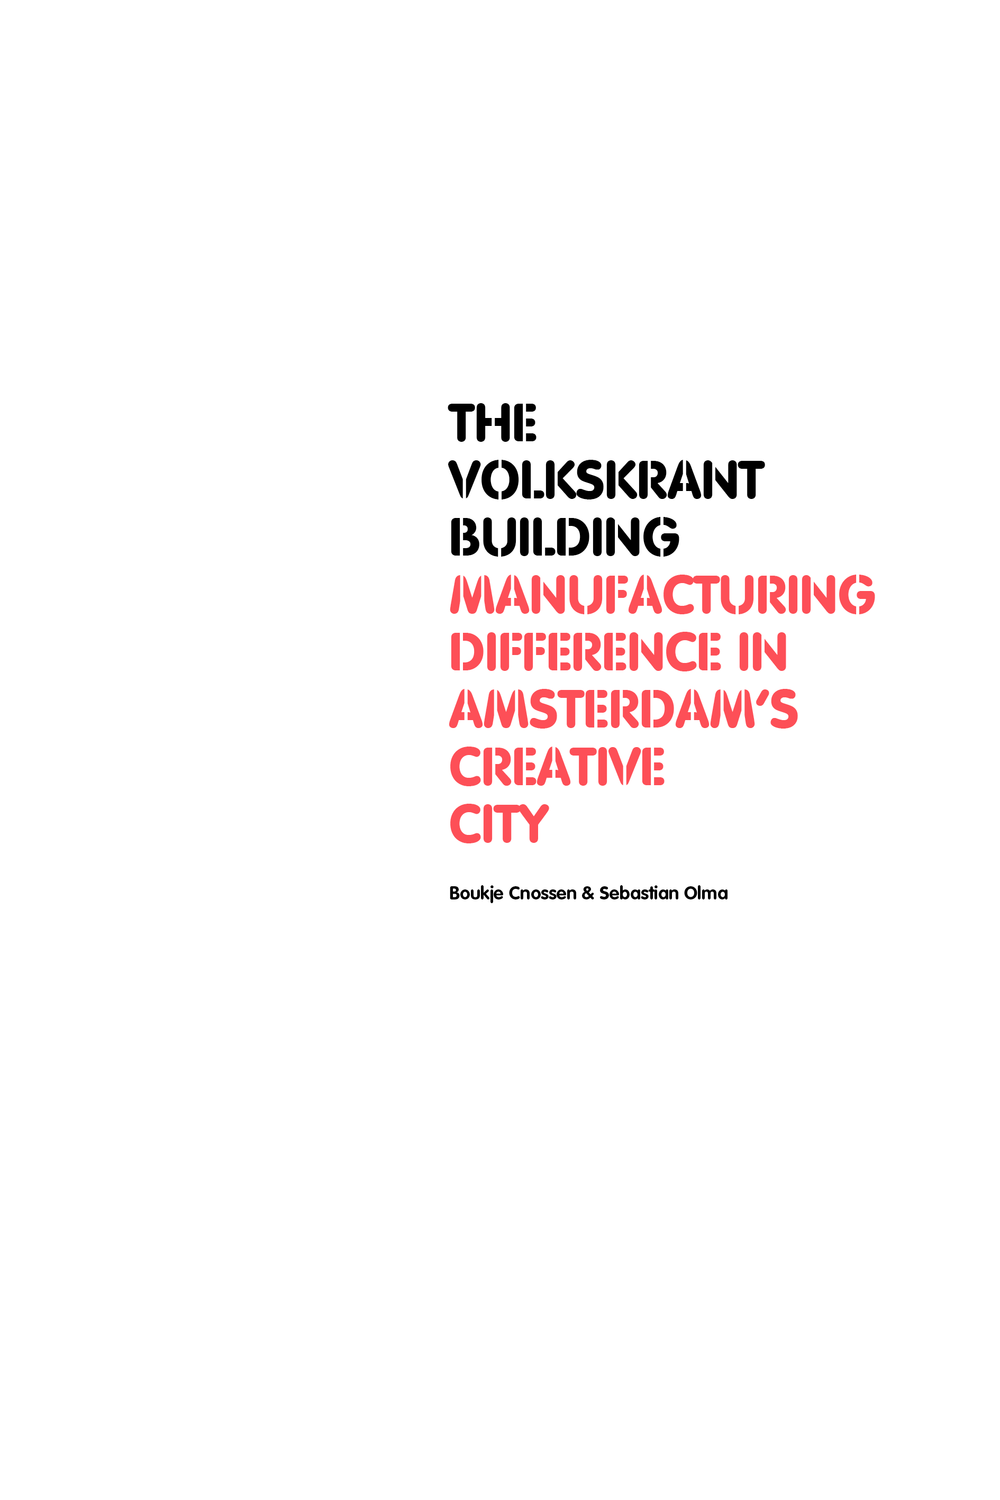 THE
VOLKSKRANT
BUILDING
MANUFACTURING
DIFFERENCE IN
AMSTERDAM'S
CREATIVE
CITY
Boukje Cnossen & Sebastian Olma